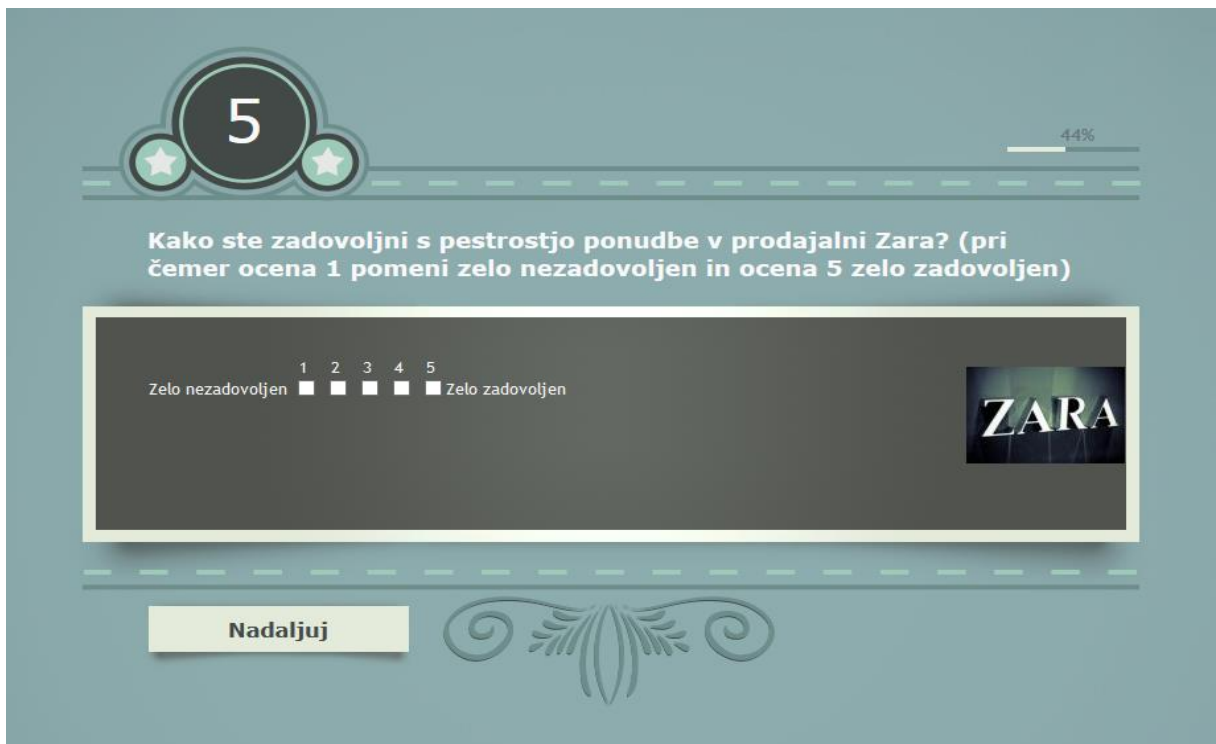 5
44%
Kako ste zadovoljni s pestrostjo ponudbe v prodajalni Zara? (pri
čemer ocena 1 pomeni zelo nezadovoljen in ocena 5 zelo zadovoljen)
1 2 3 4 5
Zelo nezadovoljen Zelo zadovoljen
ZARA
Nadaljuj